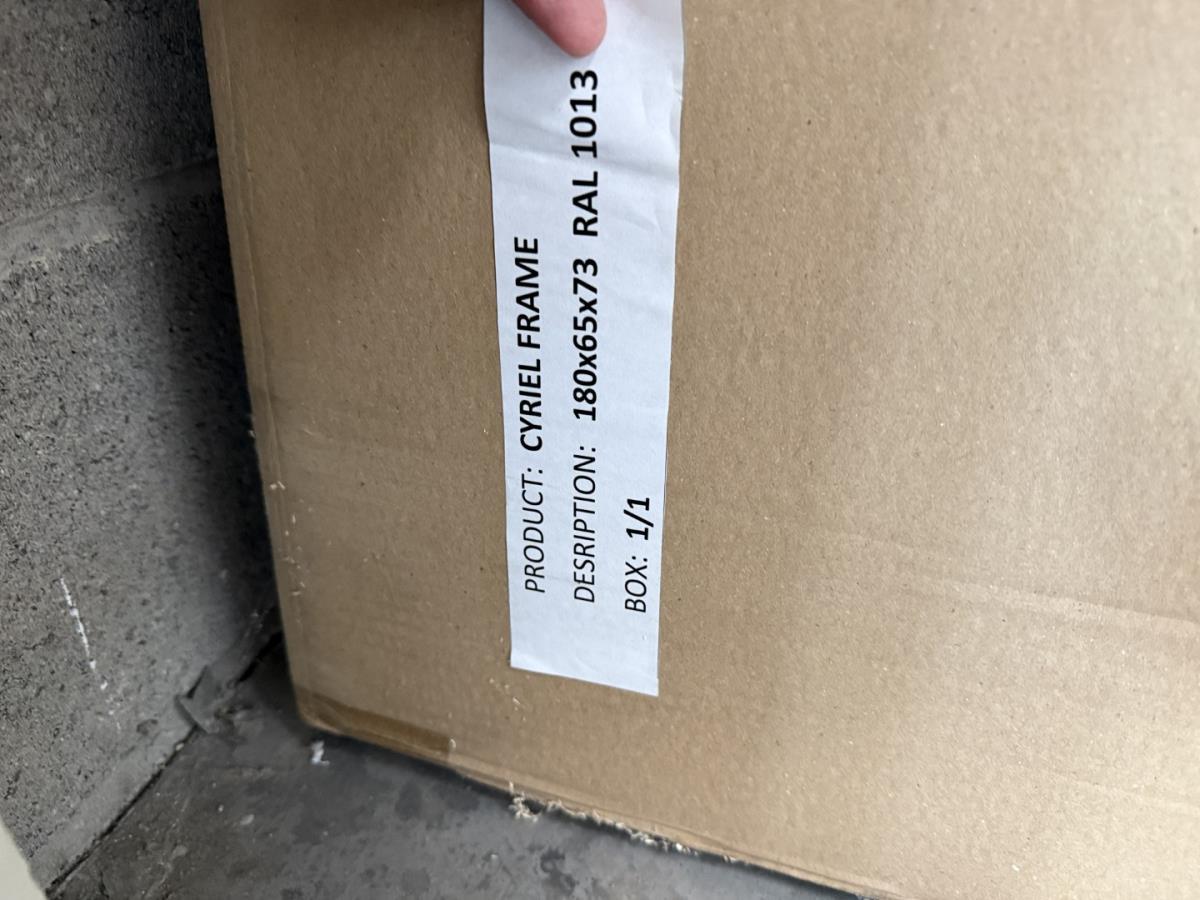 PRODUCT: CYRIEL FRAME
DESRIPTION: 180x65x73 RAL 1013
BOX: 1/1